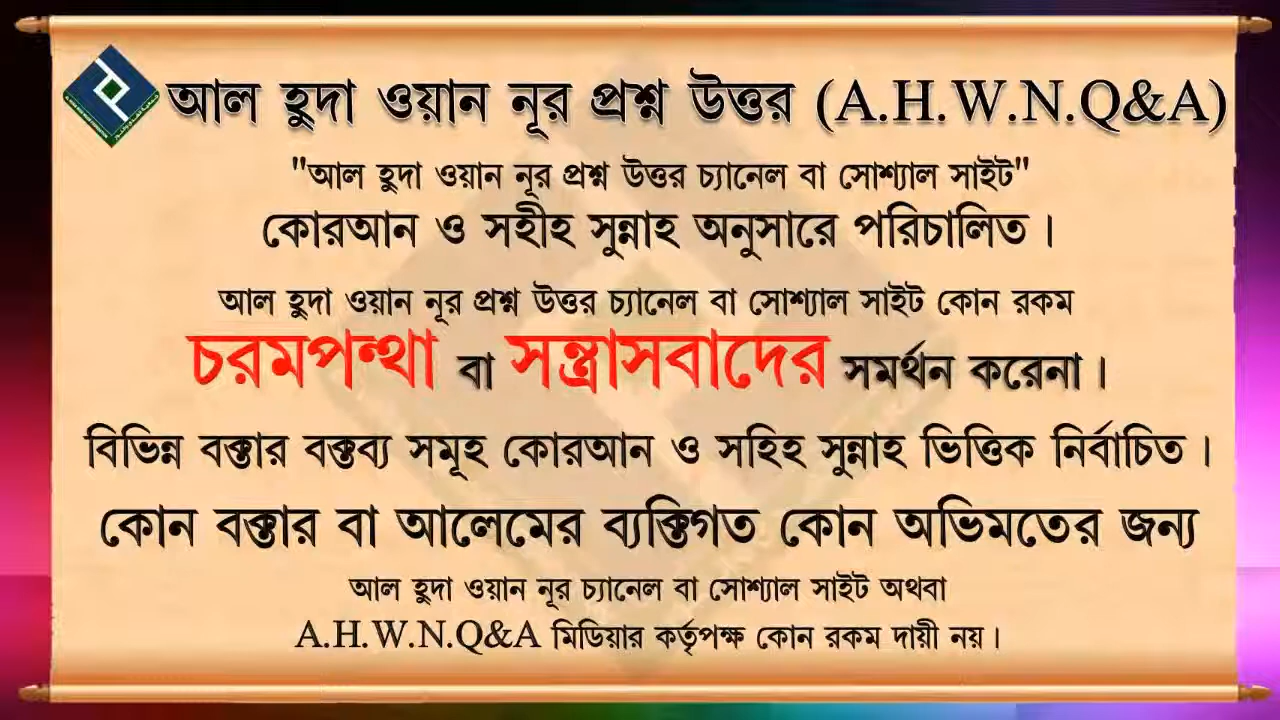 আল হুদা ওয়ান নূর প্রশ্ন উত্তর (A.H.W.N.Q&A)
"আল হুদা ওয়ান নূর প্রশ্ন উত্তর চ্যানেল বা সোশ্যাল সাইট"
কোরআন ও সহীহ সুন্নাহ অনুসারে পরিচালিত।
আল হুদা ওয়ান নূর প্রশ্ন উত্তর চ্যানেল বা সোশ্যাল সাইট কোন রকম
চরমপন্থা বা সন্ত্রাসবাদের সমর্থন করেনা।
বিভিন্ন বক্তার বক্তব্য সমূহ কোরআন ও সহিহ সুন্নাহ ভিত্তিক নির্বাচিত।
কোন বক্তার বা আলেমের ব্যক্তিগত কোন অভিমতের জন্য
আল হুদা ওয়ান নূর চ্যানেল বা সোশ্যাল সাইট অথবা
A.H.W.N.Q&A মিডিয়ার কর্তৃপক্ষ কোন রকম দায়ী নয়।